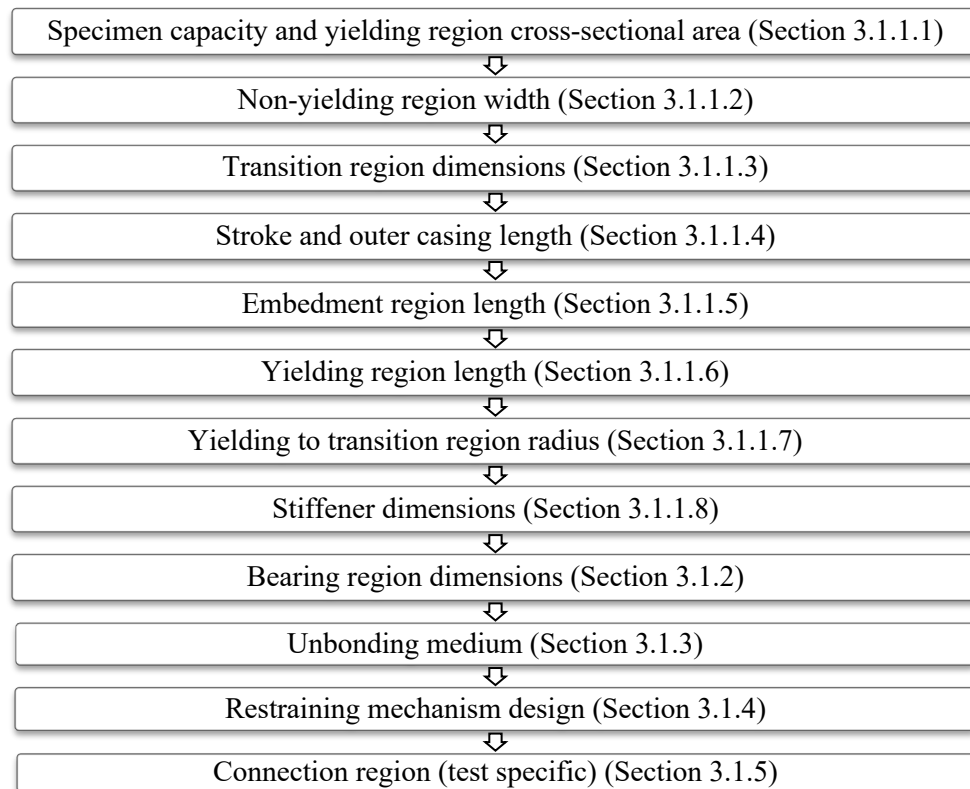 Specimen capacity and yielding region cross-sectional area (Section 3.1.1.1)
Non-yielding region width (Section 3.1.1.2)
Transition region dimensions (Section 3.1.1.3)
Stroke and outer casing length (Section 3.1.1.4)
Embedment region length (Section 3.1.1.5)
Yielding region length (Section 3.1.1.6)
Yielding to transition region radius (Section 3.1.1.7)
Stiffener dimensions (Section 3.1.1.8)
Bearing region dimensions (Section 3.1.2)
Unbonding medium (Section 3.1.3)
Restraining mechanism design (Section 3.1.4)
Connection region (test specific) (Section 3.1.5)